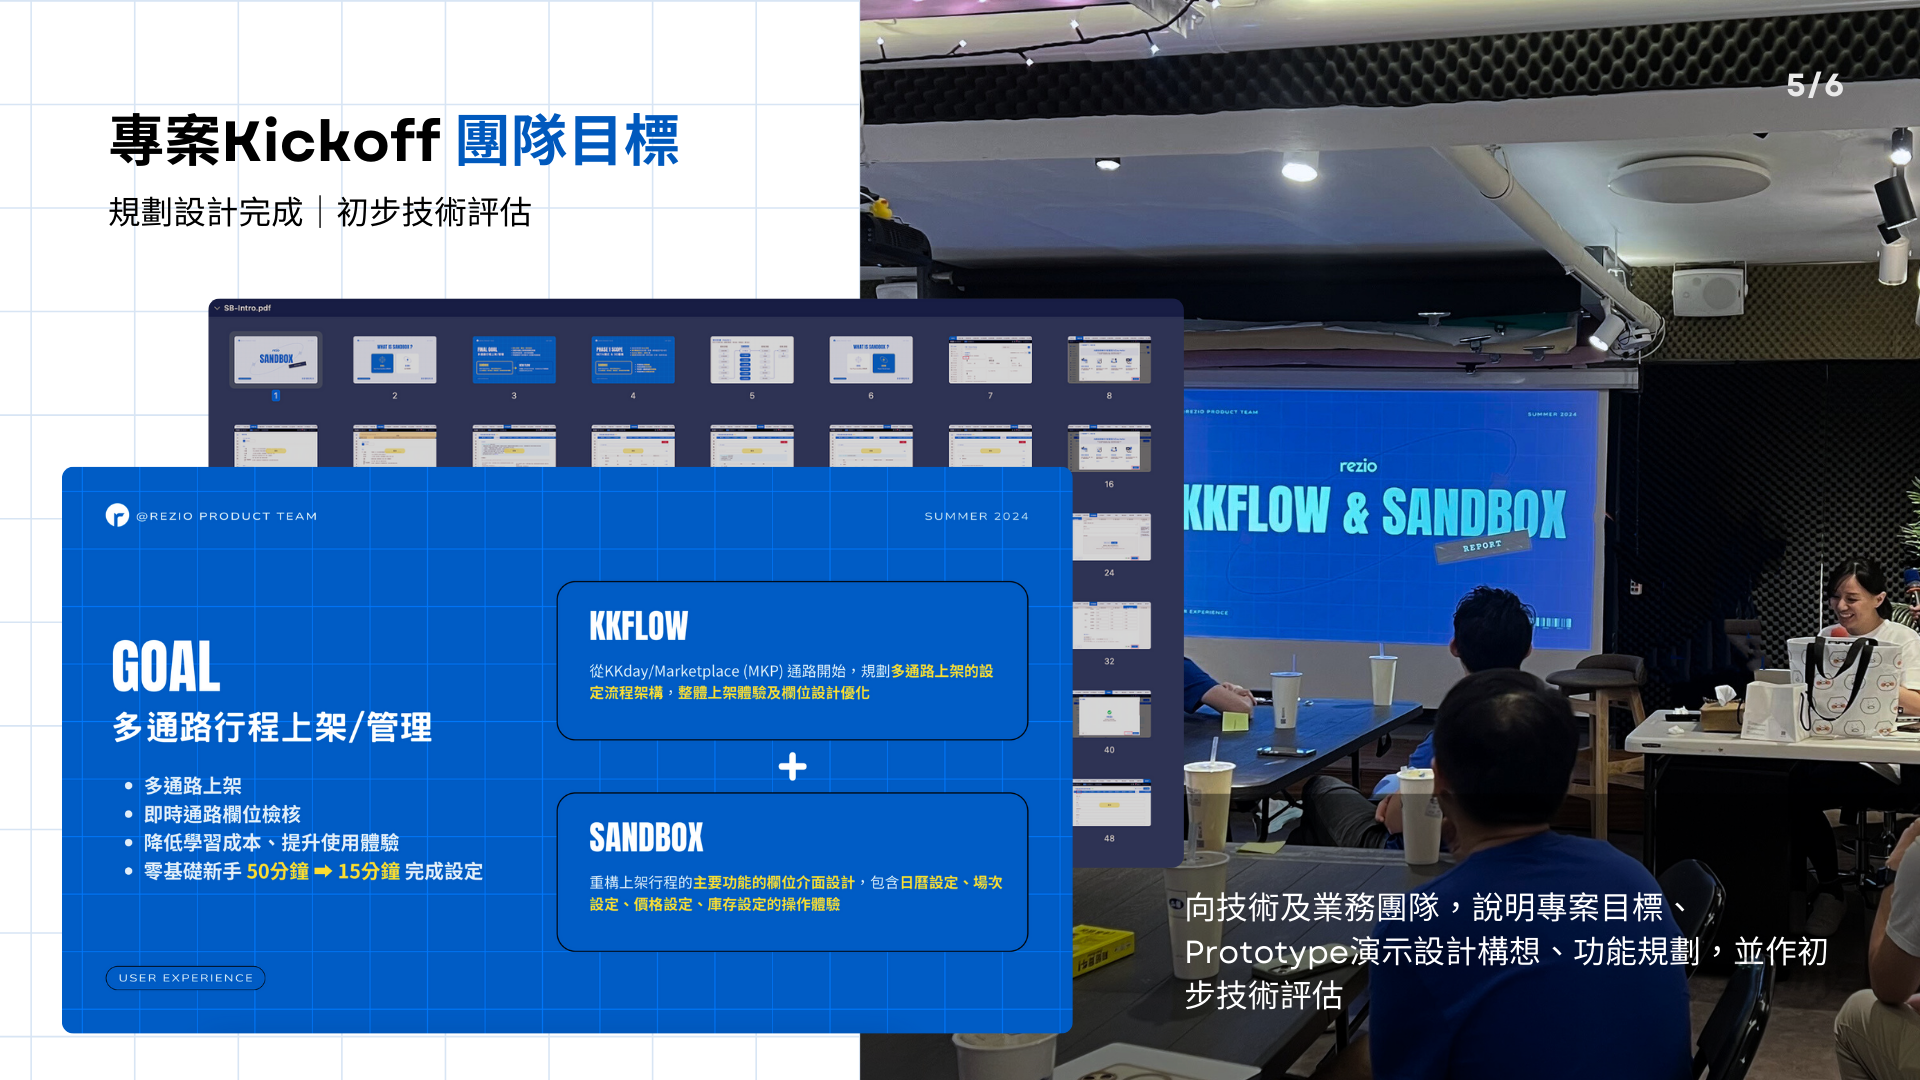 5/6
專案Kickoff 團隊目標
規劃設計完成｜初步技術評估
SB-Intro.pdf
SANDBOX
WHAT IS SANDBOX ?
FINAL GOAL
PHASE 1 SCOPE
WHAT IS SANDBOX ?
1
2
3
4
5
6
7
8
16
24
32
40
48
@REZIO PRODUCT TEAM
SUMMER 2024
GOAL
多通路行程上架/管理
多通路上架
即時通路欄位檢核
降低學習成本、提升使用體驗
零基礎新手 50分鐘 ➡ 15分鐘 完成設定
USER EXPERIENCE
KKFLOW
從KKday/Marketplace (MKP) 通路開始，規劃多通路上架的設
定流程架構，整體上架體驗及欄位設計優化
+
SANDBOX
重構上架行程的主要功能的欄位介面設計，包含日曆設定、場次
設定、價格設定、庫存設定的操作體驗
REZIO PRODUCT TEAM
SUMMER 2024
rezio
KKFLOW & SANDBOX
REPORT
EXPERIENCE
向技術及業務團隊，說明專案目標、
Prototype演示設計構想、功能規劃，並作初
步技術評估